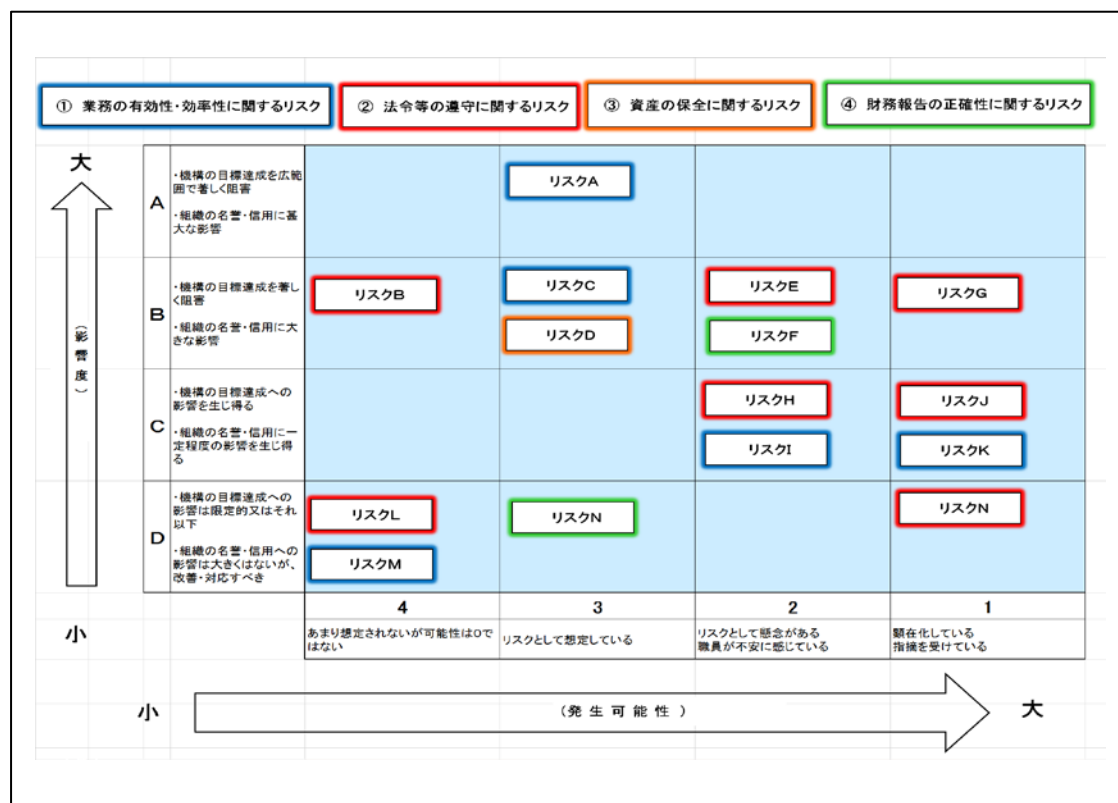 ① 業務の有効性・効率性に関するリスク
② 法令等の遵守に関するリスク
③ 資産の保全に関するリスク
④ 財務報告の正確性に関するリスク
大
(影響度)
小
A
・機構の目標達成を広範
囲で著しく阻害
・組織の名誉・信用に甚
大な影響
リスクA
B
・機構の目標達成を著し
く阻害
・組織の名誉・信用に大
きな影響
リスクB
リスクC
リスクD
リスクE
リスクF
リスクG
C
・機構の目標達成への
影響を生じ得る
・組織の名誉・信用に一
定程度の影響を生じ得
る
リスクH
リスクI
リスクJ
リスクK
D
・機構の目標達成への
影響は限定的又はそれ
以下
・組織の名誉・信用への
影響は大きくはないが、
改善・対応すべき
リスクL
リスクM
リスクN
リスクN
4
3
2
1
あまり想定されないが可能性は0で
はない
リスクとして想定している
リスクとして懸念がある
職員が不安に感じている
顕在化している
指摘を受けている
小
(発生可能性)
大